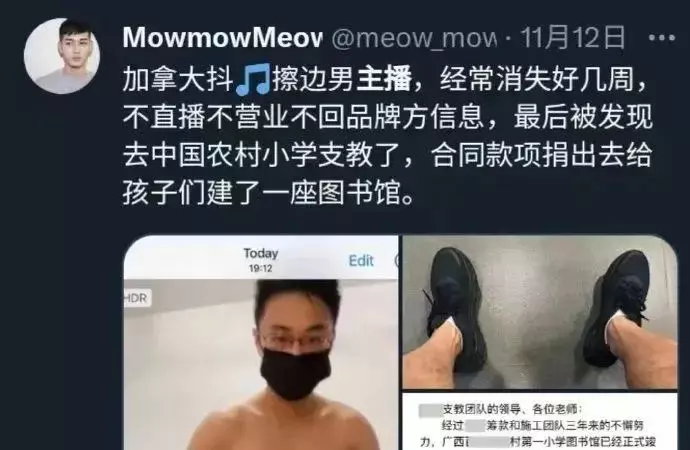 MowmowMeow @meow_mow · 11月12日 ···
加拿大抖🎵擦边男主播，经常消失好几周，
不直播不营业不回品牌方信息，最后被发现
去中国农村小学支教了，合同款项捐出去给
孩子们建了一座图书馆。
Today
19:12
Edit
HDR
支教团队的领导、各位老师：
经过 筹款和施工团队三年来的不懈努
力，广西 村第一小学图书馆已经正式竣